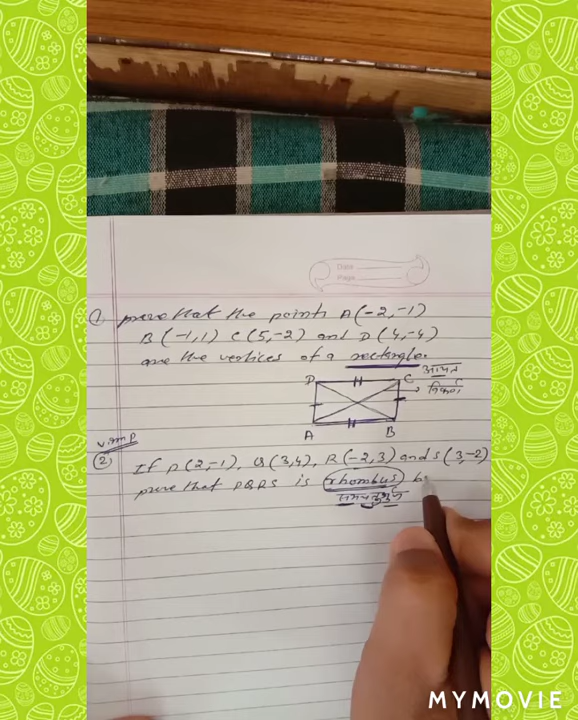 Date
Page
① prove that the points A(-2,-1)
B(-1,1) C(5,-2) and D(4,-4)
are the vertices of a rectangle.
आयत
D C → विकर्ण
A B
v.imp
② If P(2,-1), Q(3,4), R(-2,3) and S(3,-2)
prove that PQRS is (rhombus) b
समचतुर्भुज
MYMOVIE